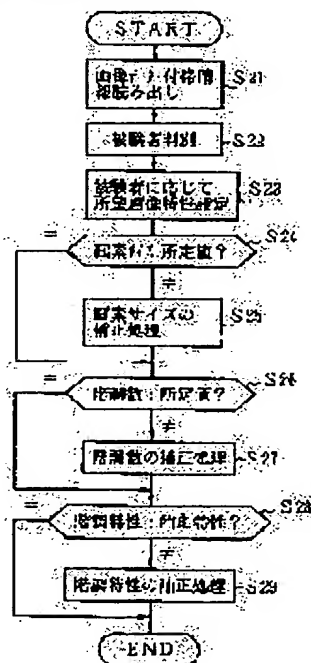 START
画像データ付帯情報読み出し
S21
被験者判別
S22
被験者に応じて
所望画像特性設定
S23
画素サイズ:所定値?
S24
=
≠
画素サイズの
補正処理
S25
階調数:所定値?
S26
=
≠
階調数の補正処理
S27
階調特性:所定特性?
S28
=
≠
階調特性の補正処理
S29
END